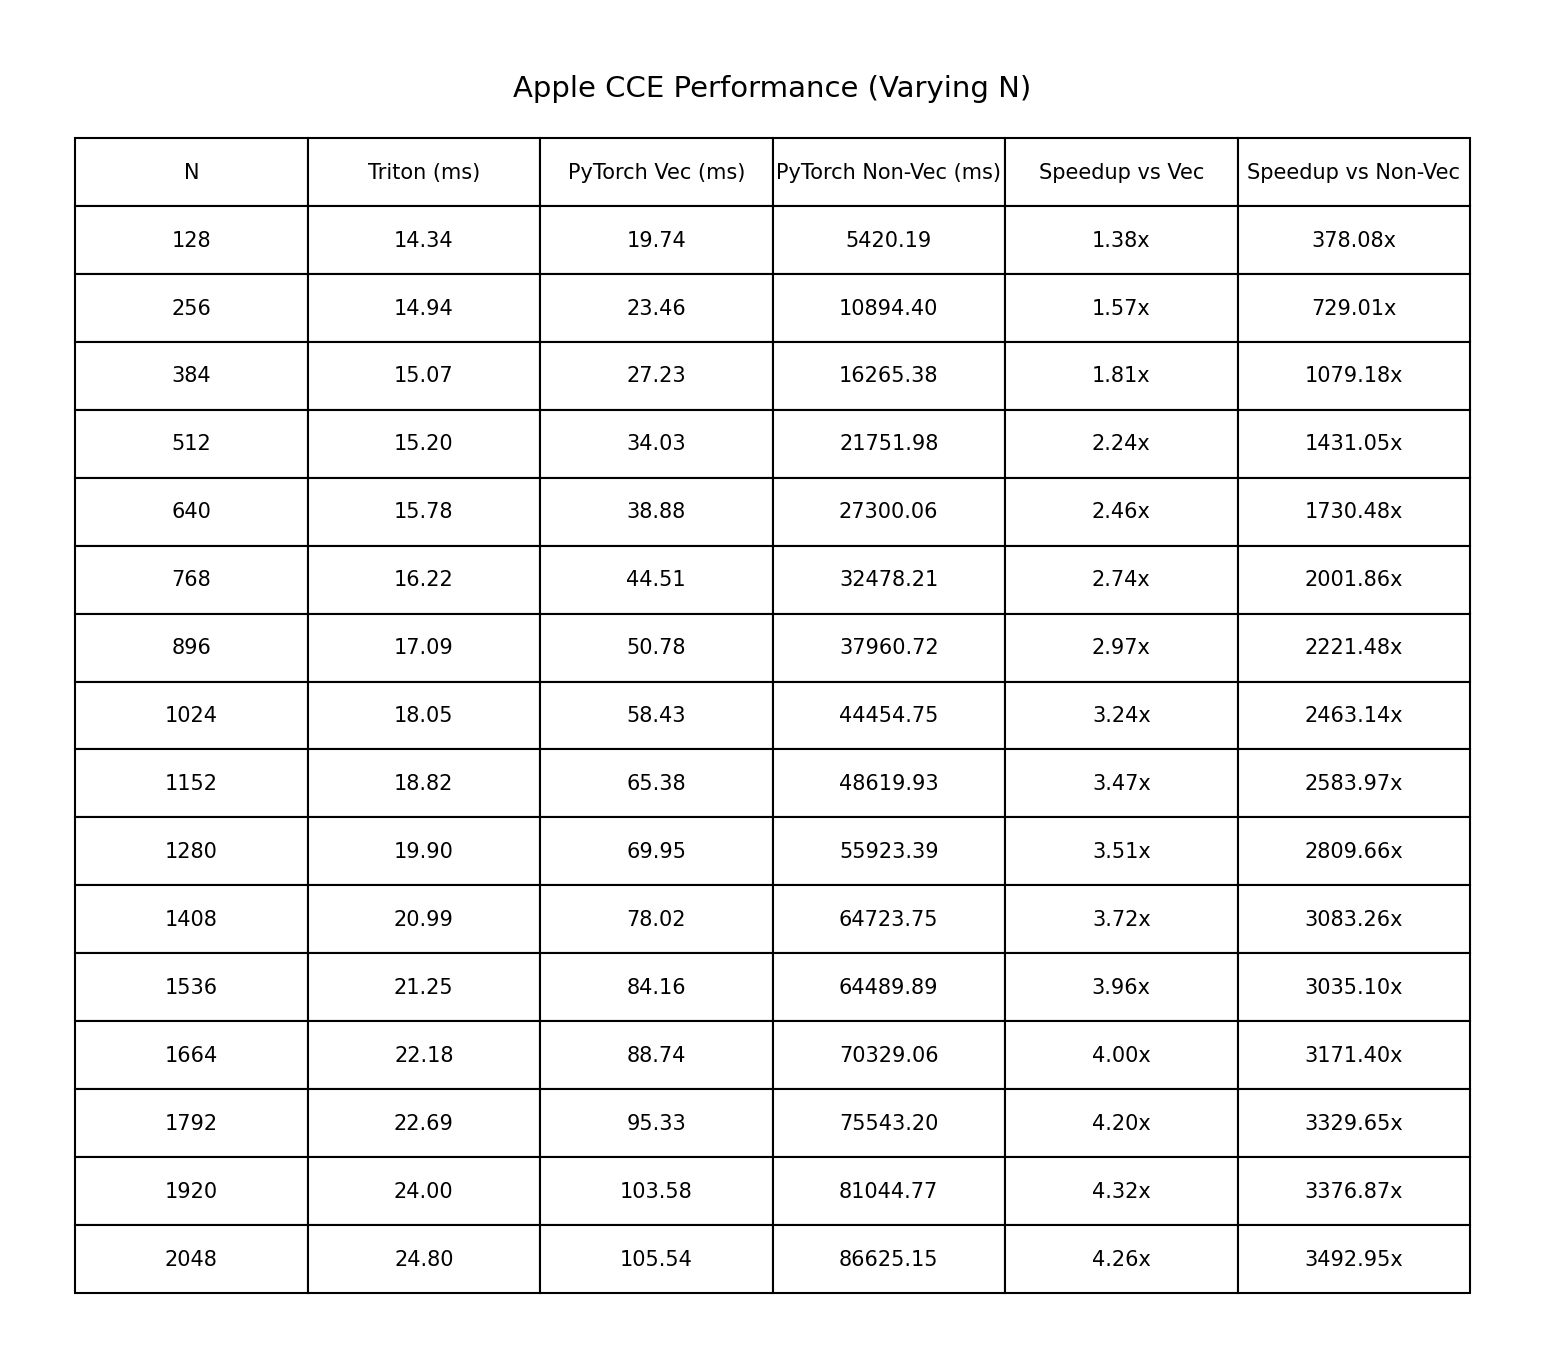 Apple CCE Performance (Varying N)
N Triton (ms) PyTorch Vec (ms) PyTorch Non-Vec (ms) Speedup vs Vec Speedup vs Non-Vec
128 14.34 19.74 5420.19 1.38x 378.08x
256 14.94 23.46 10894.40 1.57x 729.01x
384 15.07 27.23 16265.38 1.81x 1079.18x
512 15.20 34.03 21751.98 2.24x 1431.05x
640 15.78 38.88 27300.06 2.46x 1730.48x
768 16.22 44.51 32478.21 2.74x 2001.86x
896 17.09 50.78 37960.72 2.97x 2221.48x
1024 18.05 58.43 44454.75 3.24x 2463.14x
1152 18.82 65.38 48619.93 3.47x 2583.97x
1280 19.90 69.95 55923.39 3.51x 2809.66x
1408 20.99 78.02 64723.75 3.72x 3083.26x
1536 21.25 84.16 64489.89 3.96x 3035.10x
1664 22.18 88.74 70329.06 4.00x 3171.40x
1792 22.69 95.33 75543.20 4.20x 3329.65x
1920 24.00 103.58 81044.77 4.32x 3376.87x
2048 24.80 105.54 86625.15 4.26x 3492.95x